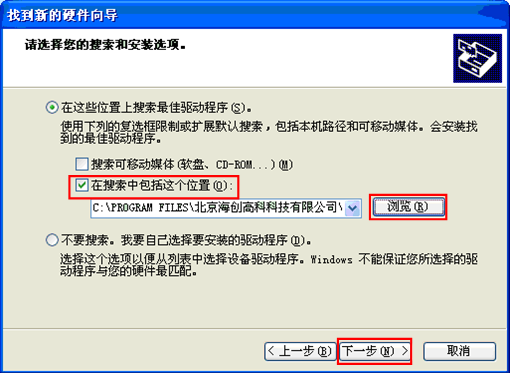 找到新的硬件向导
请选择您的搜索和安装选项。
在这些位置上搜索最佳驱动程序(S)。
使用下列的复选框限制或扩展默认搜索，包括本机路径和可移动媒体。会安装找
到的最佳驱动程序。
搜索可移动媒体(软盘、CD-ROM...)(M)
在搜索中包括这个位置(O):
C:\PROGRAM FILES\北京海创高科科技有限公司\
浏览(R)
不要搜索。我要自己选择要安装的驱动程序(D)。
选择这个选项以便从列表中选择设备驱动程序。Windows 不能保证您所选择的驱
动程序与您的硬件最匹配。
< 上一步(B) 下一步(N) > 取消